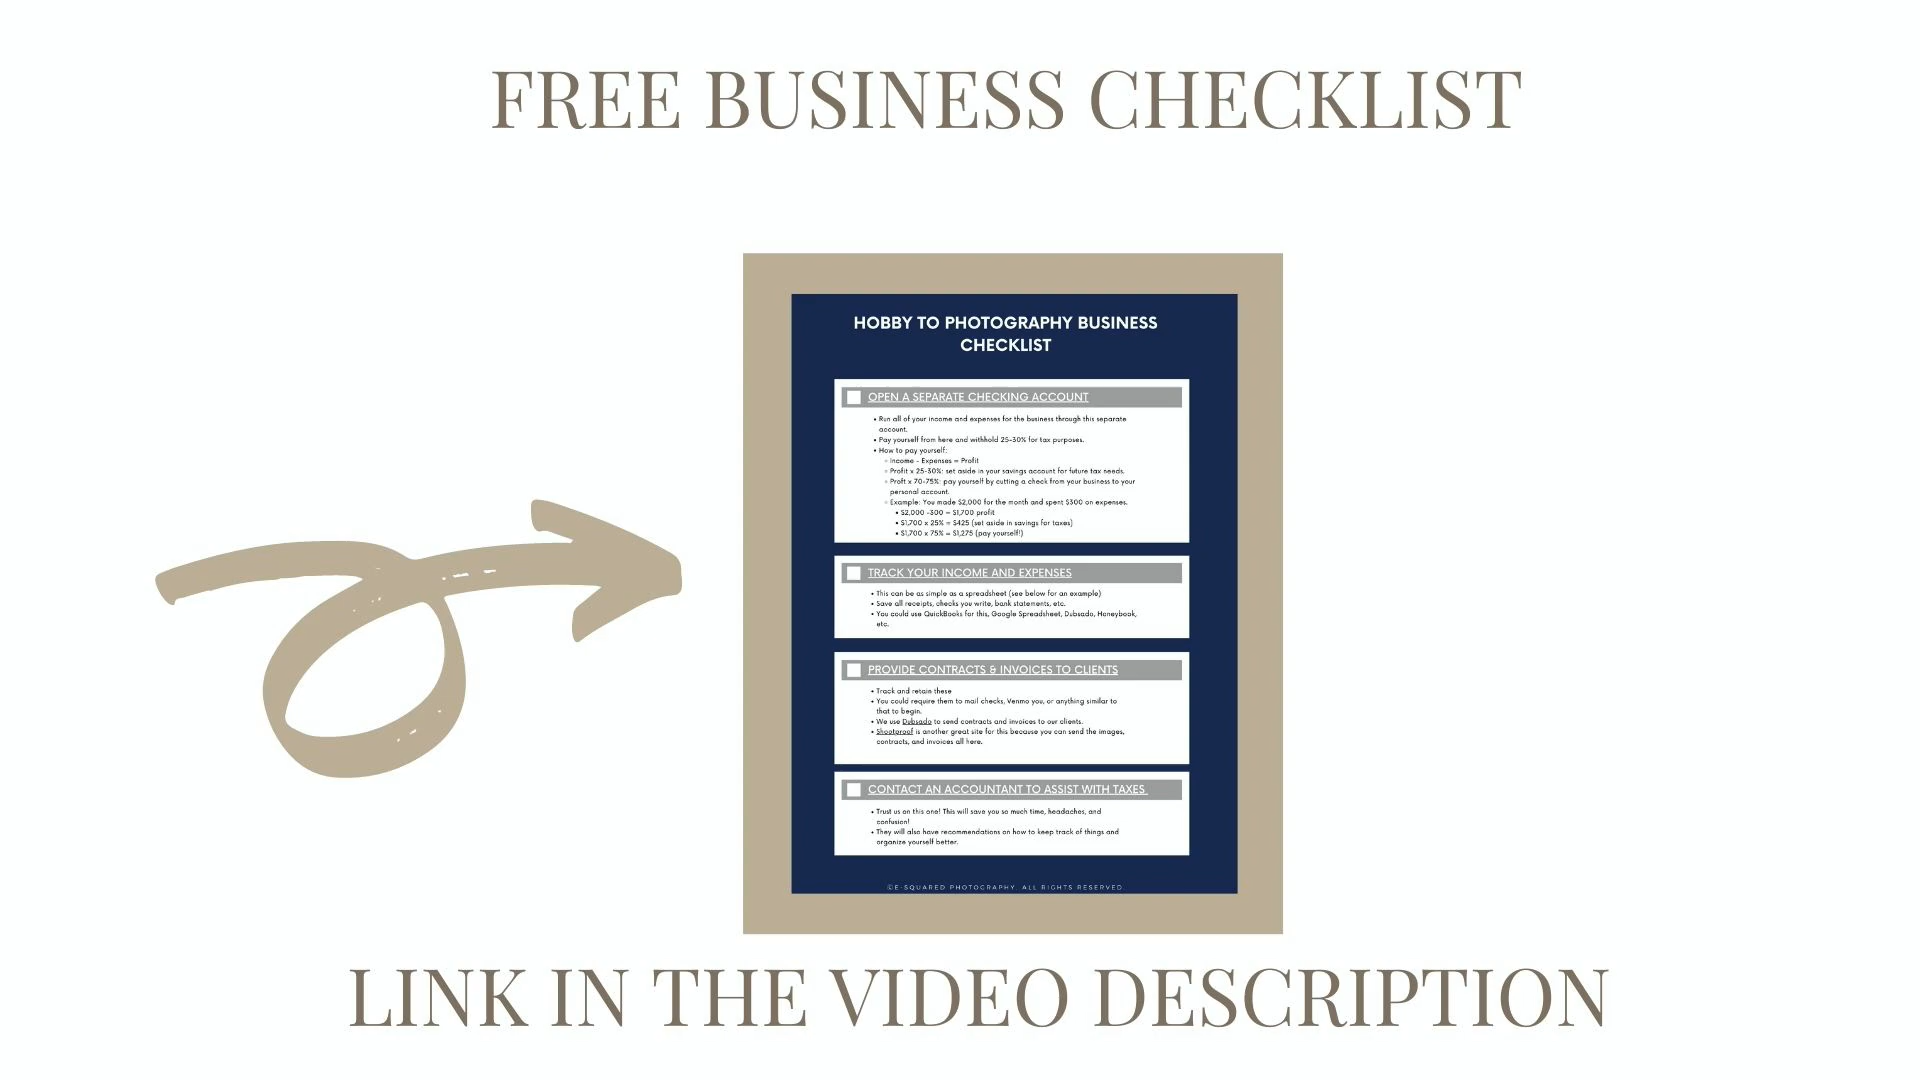 FREE BUSINESS CHECKLIST
HOBBY TO PHOTOGRAPHY BUSINESS
CHECKLIST
OPEN A SEPARATE CHECKING ACCOUNT
• Run all of your income and expenses for the business through this separate
account.
• Pay yourself from here and withhold 25-30% for tax purposes.
• How to pay yourself:
◦ Income - Expenses = Profit
◦ Profit x 25-30%: set aside in your savings account for future tax needs.
◦ Proft x 70-75%: pay yourself by cutting a check from your business to your
personal account.
◦ Example: You made $2,000 for the month and spent $300 on expenses.
▪ $2,000 -300 = $1,700 profit
▪ $1,700 x 25% = $425 (set aside in savings for taxes)
▪ $1,700 x 75% = $1,275 (pay yourself!)
TRACK YOUR INCOME AND EXPENSES
• This can be as simple as a spreadsheet (see below for an example)
• Save all receipts, checks you write, bank statements, etc.
• You could use QuickBooks for this, Google Spreadsheet, Dubsado, Honeybook,
etc.
PROVIDE CONTRACTS & INVOICES TO CLIENTS
• Track and retain these
• You could require them to mail checks, Venmo you, or anything similar to
that to begin.
• We use Dubsado to send contracts and invoices to our clients.
• Shootproof is another great site for this because you can send the images,
contracts, and invoices all here.
CONTACT AN ACCOUNTANT TO ASSIST WITH TAXES
• Trust us on this one! This will save you so much time, headaches, and
confusion!
• They will also have recommendations on how to keep track of things and
organize yourself better.
©E-SQUARED PHOTOGRAPHY. ALL RIGHTS RESERVED.
LINK IN THE VIDEO DESCRIPTION